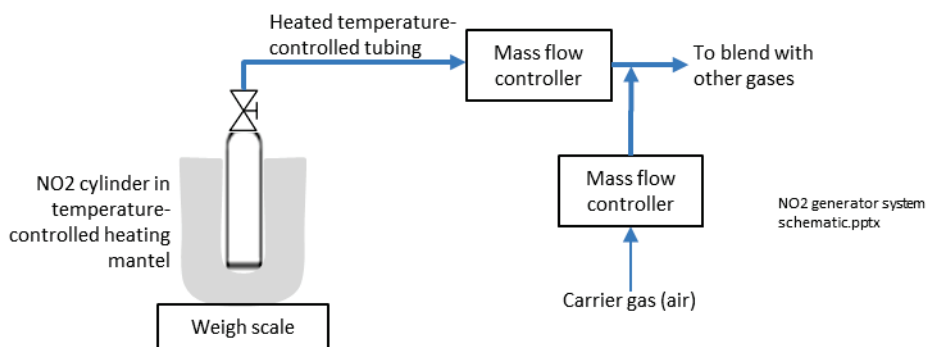 Heated temperature-
controlled tubing
Mass flow
controller
To blend with
other gases
NO2 cylinder in
temperature-
controlled heating
mantel
Mass flow
controller
NO2 generator system
schematic.pptx
Carrier gas (air)
Weigh scale